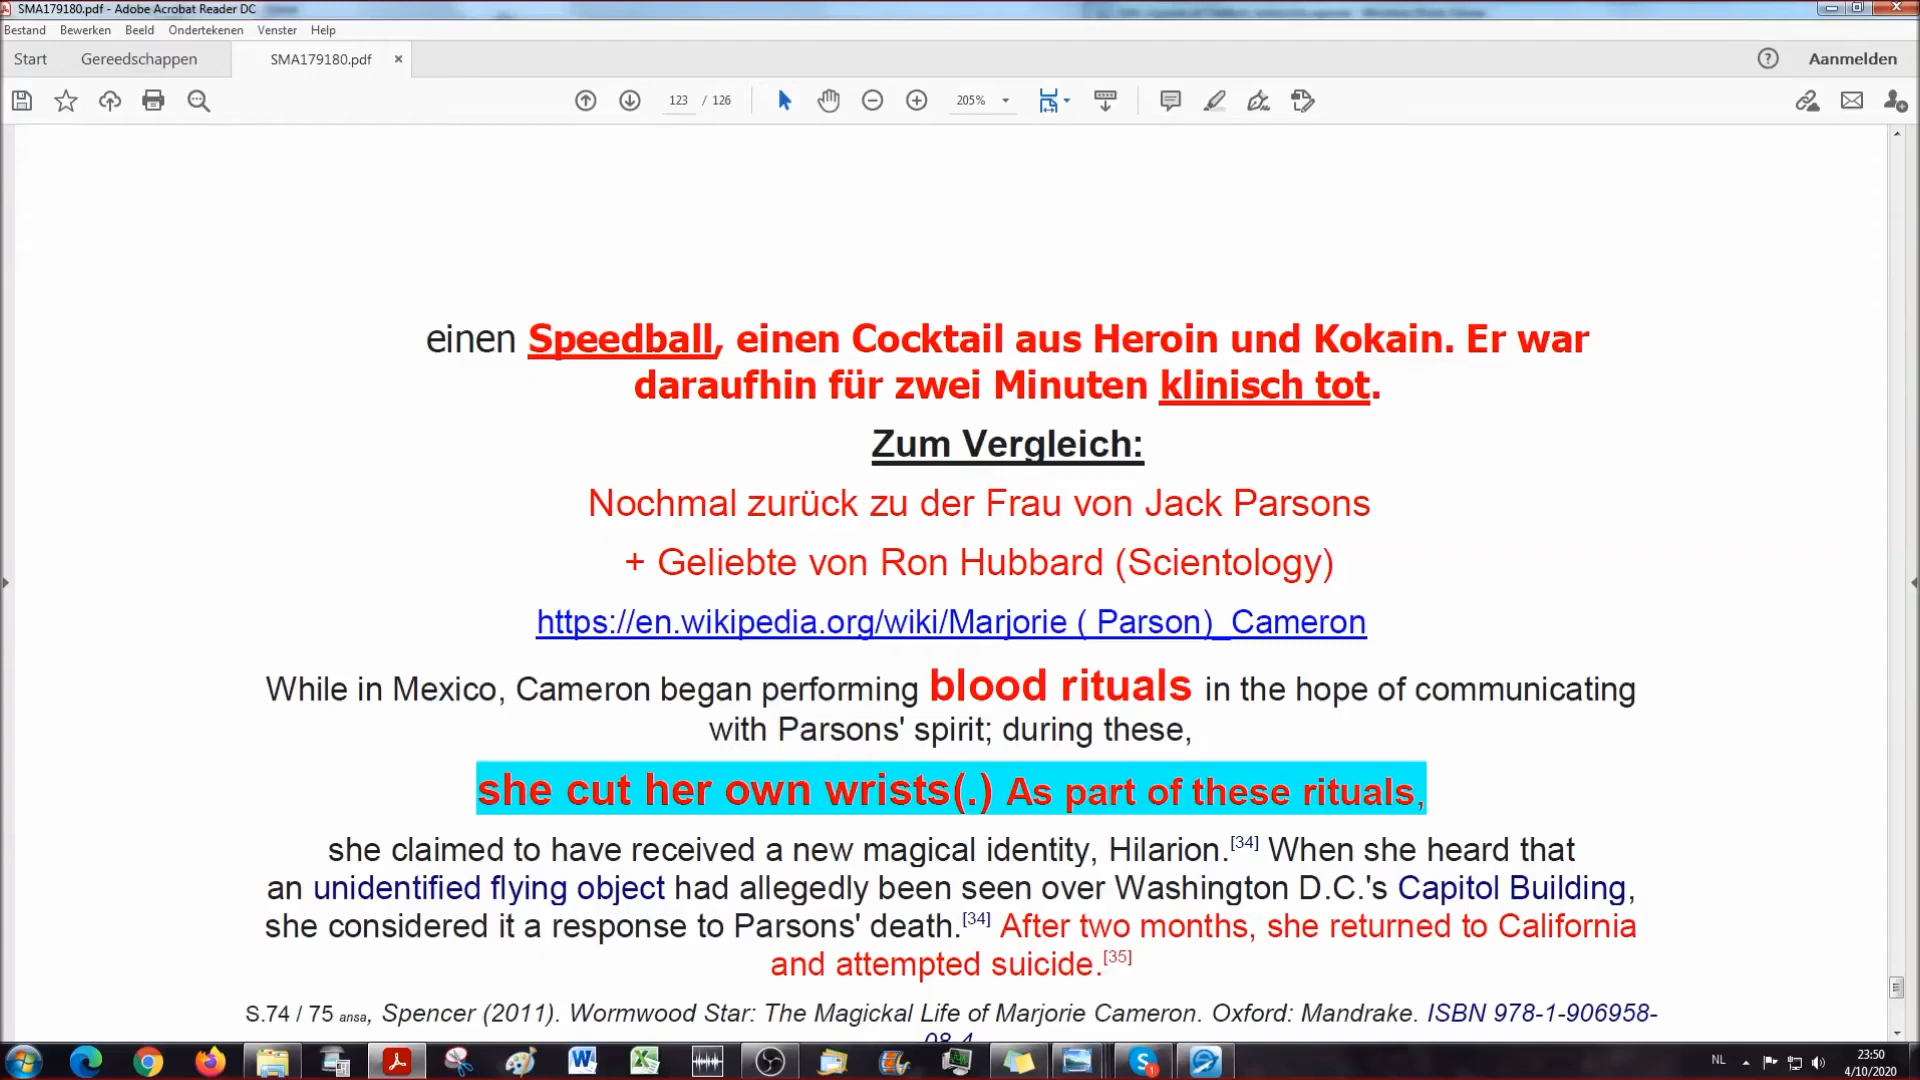 SMA179180.pdf - Adobe Acrobat Reader DC
Bestand Bewerken Beeld Ondertekenen Venster Help
Start Gereedschappen SMA179180.pdf × Aanmelden
123 / 126 205%
einen Speedball, einen Cocktail aus Heroin und Kokain. Er war
daraufhin für zwei Minuten klinisch tot.
Zum Vergleich:
Nochmal zurück zu der Frau von Jack Parsons
+ Geliebte von Ron Hubbard (Scientology)
https://en.wikipedia.org/wiki/Marjorie ( Parson)_Cameron
While in Mexico, Cameron began performing blood rituals in the hope of communicating
with Parsons' spirit; during these,
she cut her own wrists(.) As part of these rituals,
she claimed to have received a new magical identity, Hilarion.[34] When she heard that
an unidentified flying object had allegedly been seen over Washington D.C.'s Capitol Building,
she considered it a response to Parsons' death.[34] After two months, she returned to California
and attempted suicide.[35]
S.74 / 75 ansa, Spencer (2011). Wormwood Star: The Magickal Life of Marjorie Cameron. Oxford: Mandrake. ISBN 978-1-906958-
08-4
NL 23:50
4/10/2020